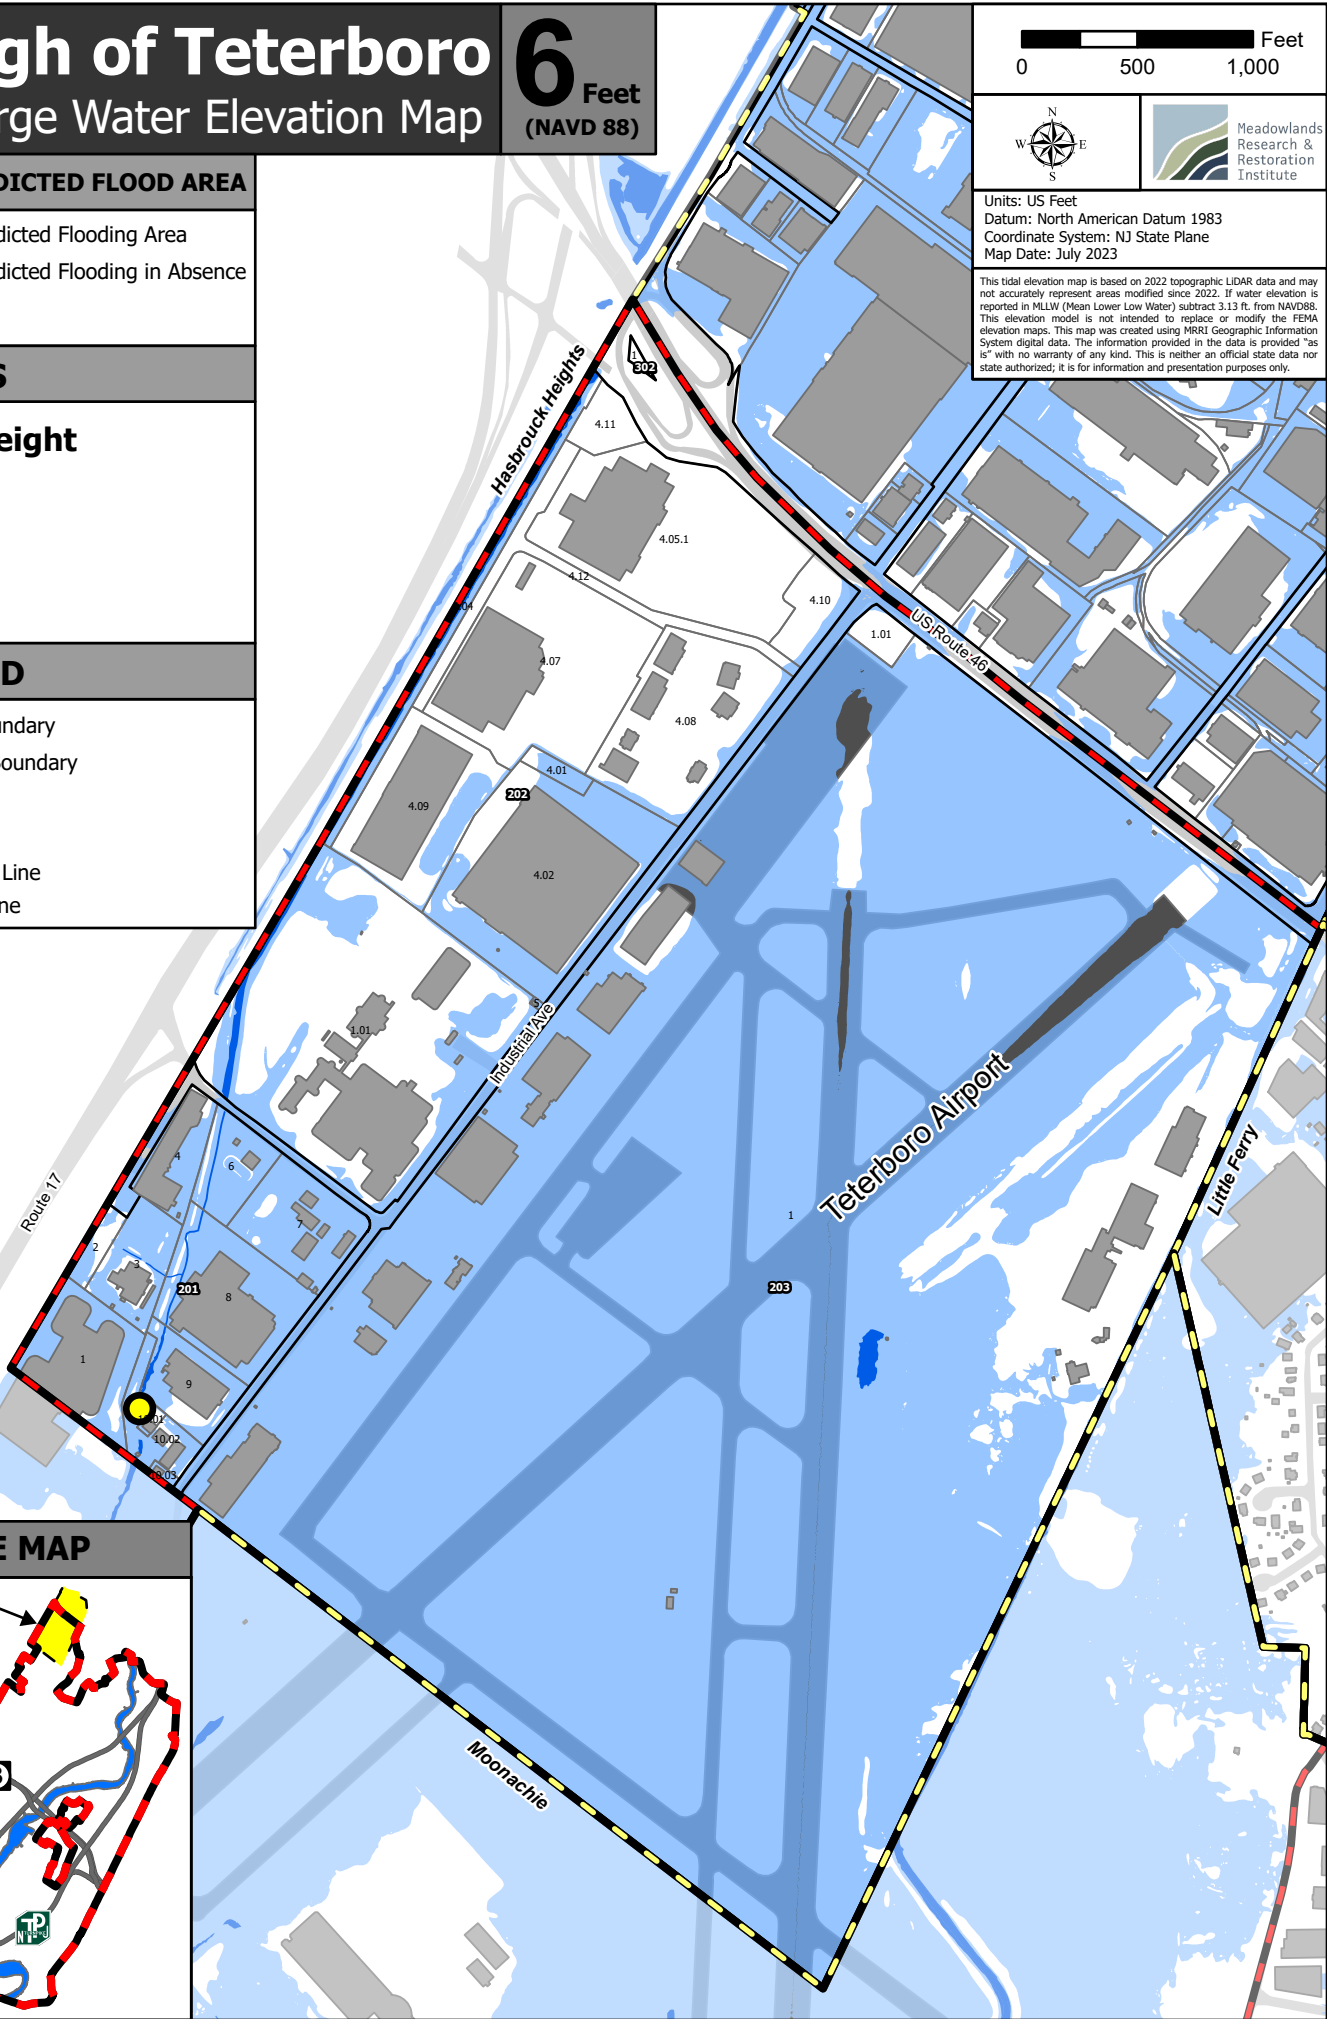 gh of Teterboro
rge Water Elevation Map
6 Feet
(NAVD 88)
DICTED FLOOD AREA
dicted Flooding Area
dicted Flooding in Absence
S
eight
D
undary
Boundary
Line
ne
0 500 1,000 Feet
N
W E
S
Meadowlands
Research &
Restoration
Institute
Units: US Feet
Datum: North American Datum 1983
Coordinate System: NJ State Plane
Map Date: July 2023
This tidal elevation map is based on 2022 topographic LiDAR data and may
not accurately represent areas modified since 2022. If water elevation is
reported in MLLW (Mean Lower Low Water) subtract 3.13 ft. from NAVD88.
This elevation model is not intended to replace or modify the FEMA
elevation maps. This map was created using MRRI Geographic Information
System digital data. The information provided in the data is provided "as
is" with no warranty of any kind. This is neither an official state data nor
state authorized; it is for information and presentation purposes only.
1
302
Hasbrouck Heights
4.11
4.05.1
4.12
4.10
1.01
US Route 46
04
4.07
4.08
4.01
202
4.09
4.02
5
1.01
Industrial Ave
Teterboro Airport
Little Ferry
4
6
Route 17
7
2
3
201
8
1
203
1
9
10.02
Moonachie
E MAP